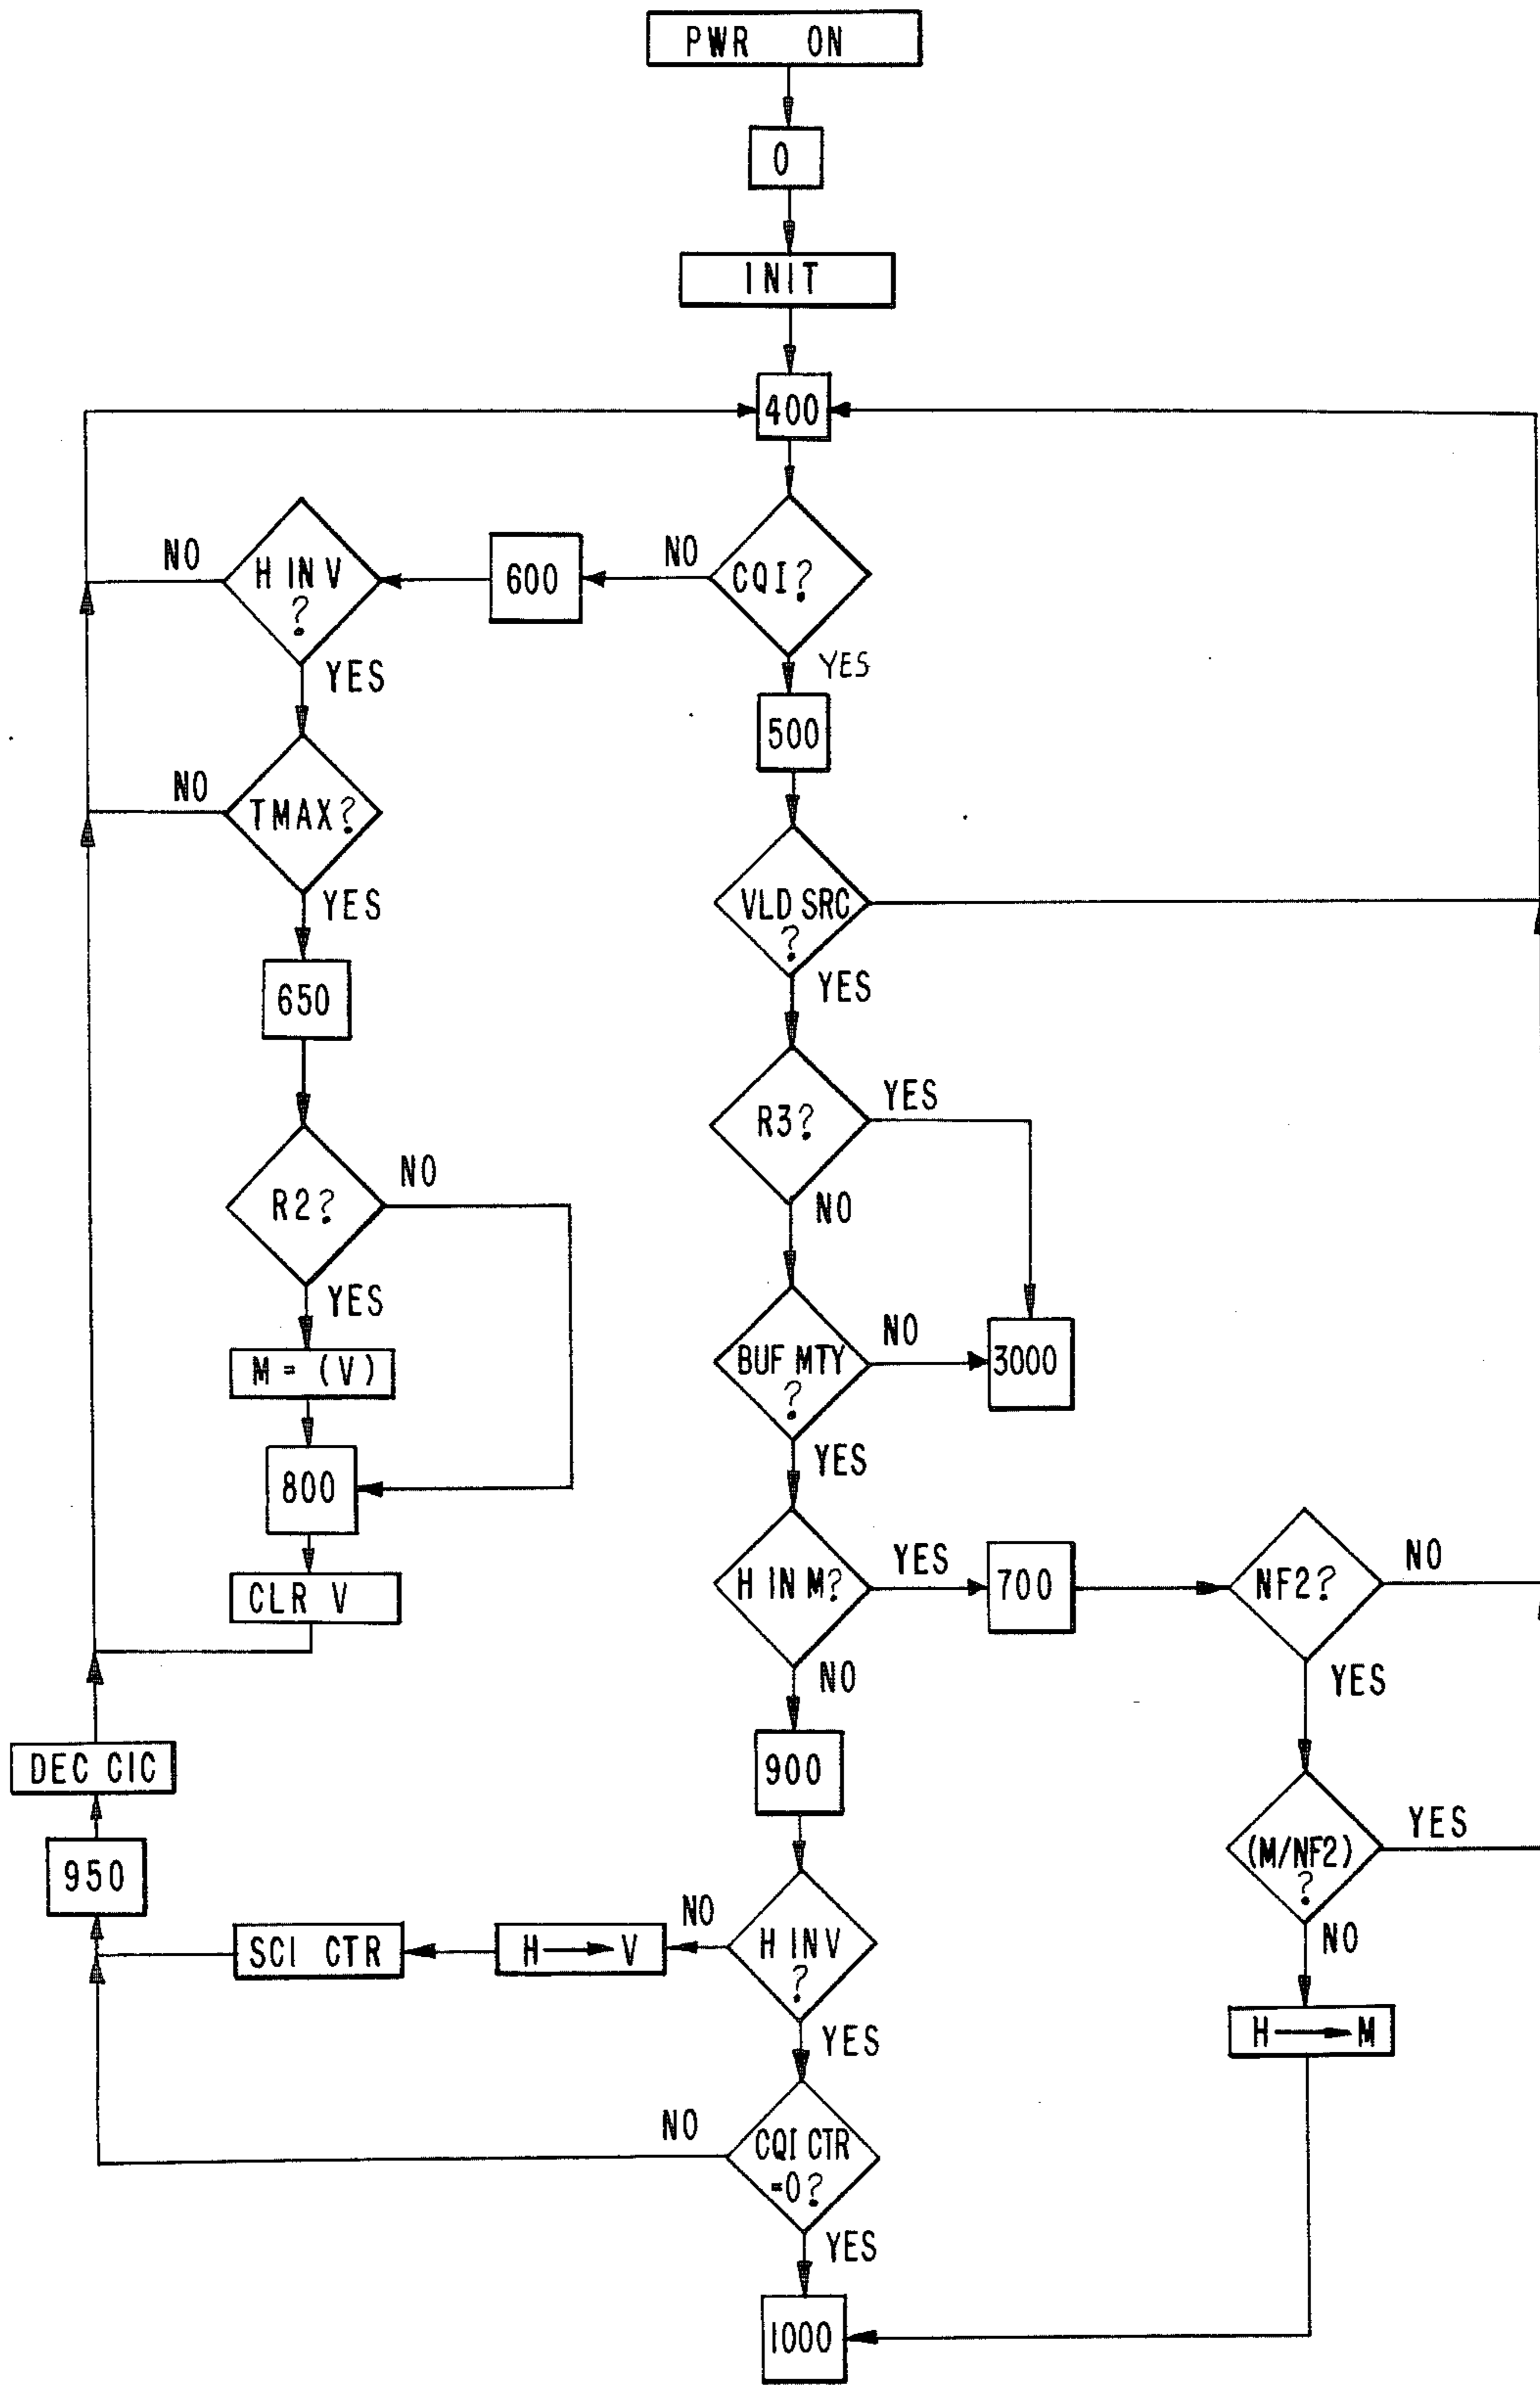 PWR ON
0
INIT
400
CQI?
NO
600
H IN V
?
NO
YES
YES
500
TMAX?
NO
YES
VLD SRC
?
YES
650
R3?
YES
NO
R2?
NO
YES
BUF MTY
?
NO
3000
YES
M = (V)
800
CLR V
H IN M?
YES
700
NF2?
NO
YES
NO
900
DEC CIC
950
(M/NF2)
?
YES
NO
H IN V
?
NO
H → V
SCI CTR
YES
H → M
CQI CTR
=0?
NO
YES
1000